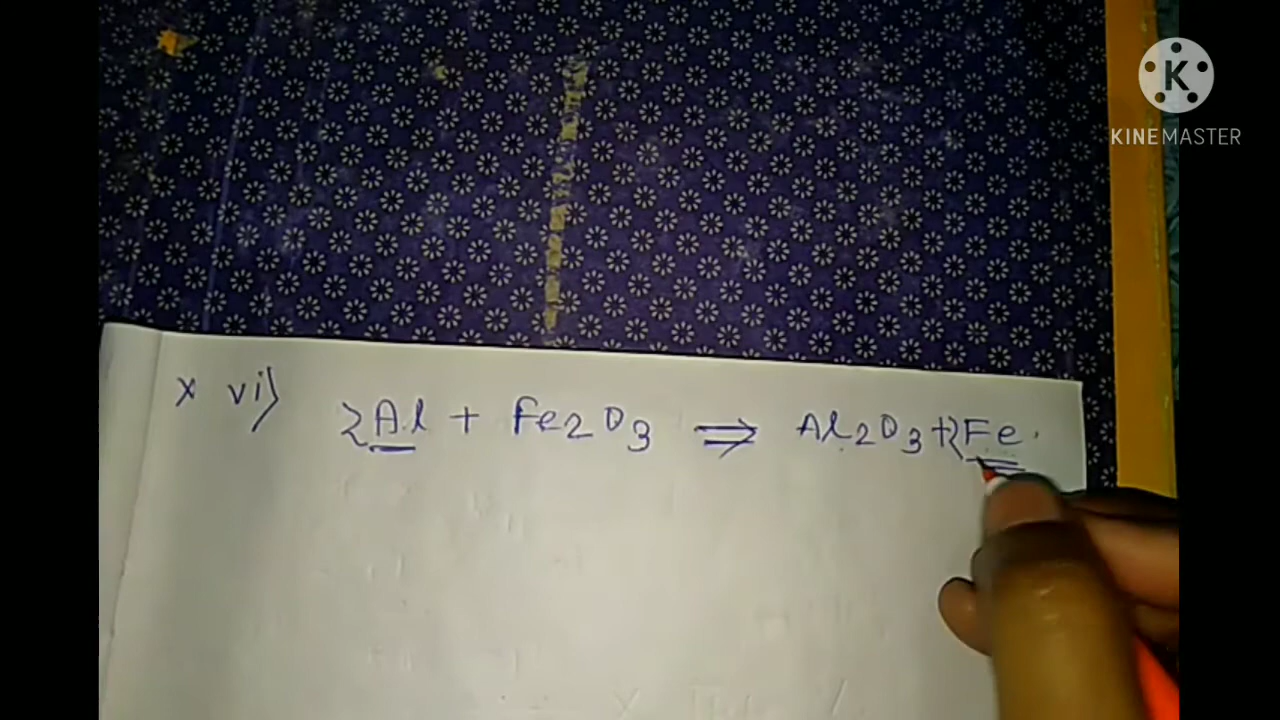 KINEMASTER
x vi) 2Al + Fe2O3 ⇒ Al2O3 + 2Fe.